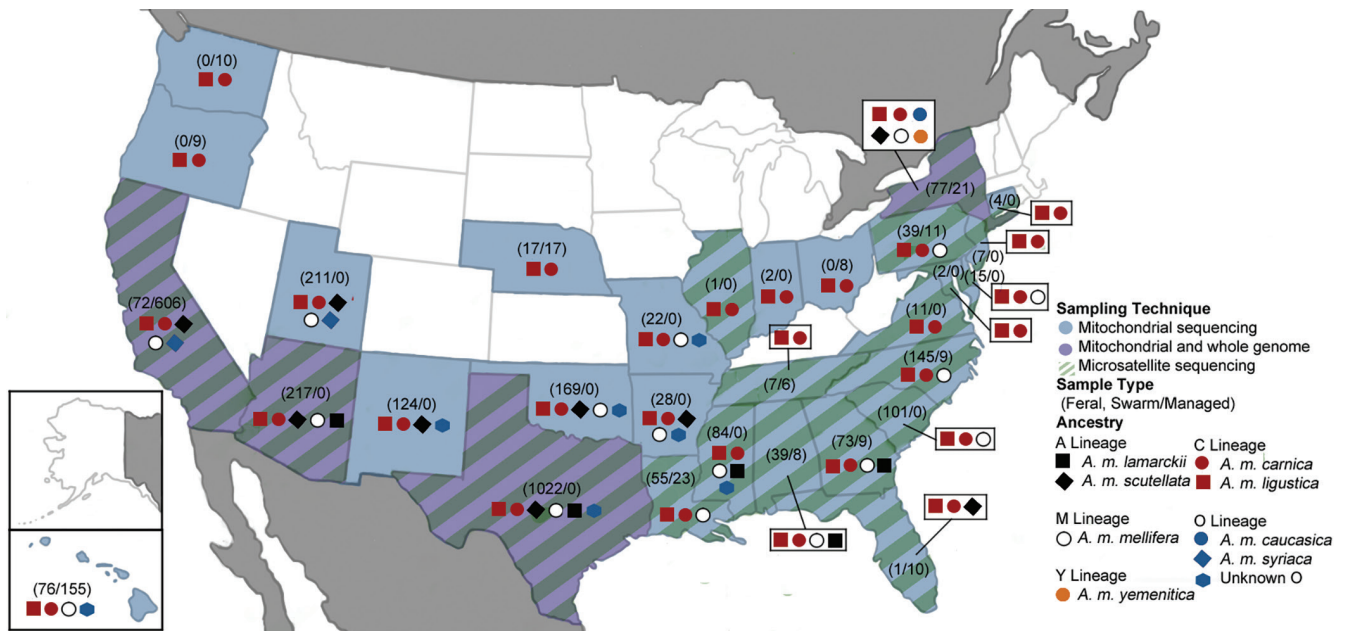 (0/10)
(0/9)
(77/21)
(4/0)
(39/11)
(17/17)
(7/0)
(211/0)
(0/8)
(2/0)
(15/0)
(2/0)
(1/0)
(72/606)
(22/0)
(11/0)
Sampling Technique
Mitochondrial sequencing
Mitochondrial and whole genome
Microsatellite sequencing
Sample Type
(Feral, Swarm/Managed)
Ancestry
A Lineage
A. m. lamarckii
A. m. scutellata
C Lineage
A. m. carnica
A. m. ligustica
M Lineage
A. m. mellifera
O Lineage
A. m. caucasica
A. m. syriaca
Unknown O
Y Lineage
A. m. yemenitica
(145/9)
(7/6)
(217/0)
(124/0)
(169/0)
(28/0)
(101/0)
(84/0)
(39/8)
(73/9)
(55/23)
(1022/0)
(1/10)
(76/155)